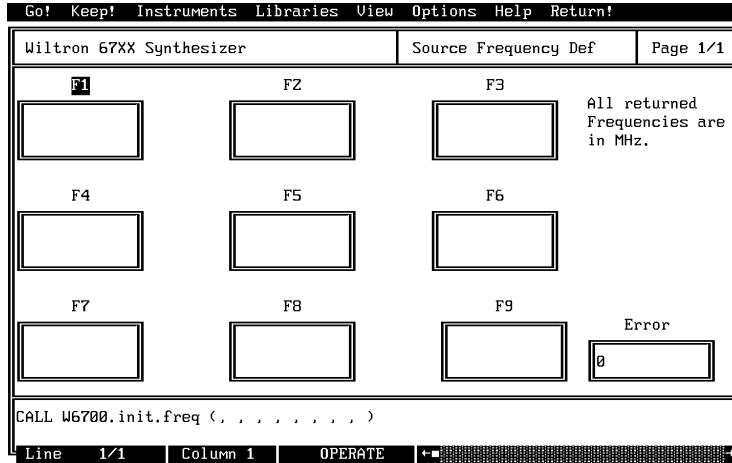 Go! Keep! Instruments Libraries View Options Help Return!
Wiltron 67XX Synthesizer Source Frequency Def Page 1/1
F1 F2 F3
All returned
Frequencies are
in MHz.
F4 F5 F6
F7 F8 F9
Error
0
CALL W6700.init.freq (, , , , , , , , )
Line 1/1 Column 1 OPERATE